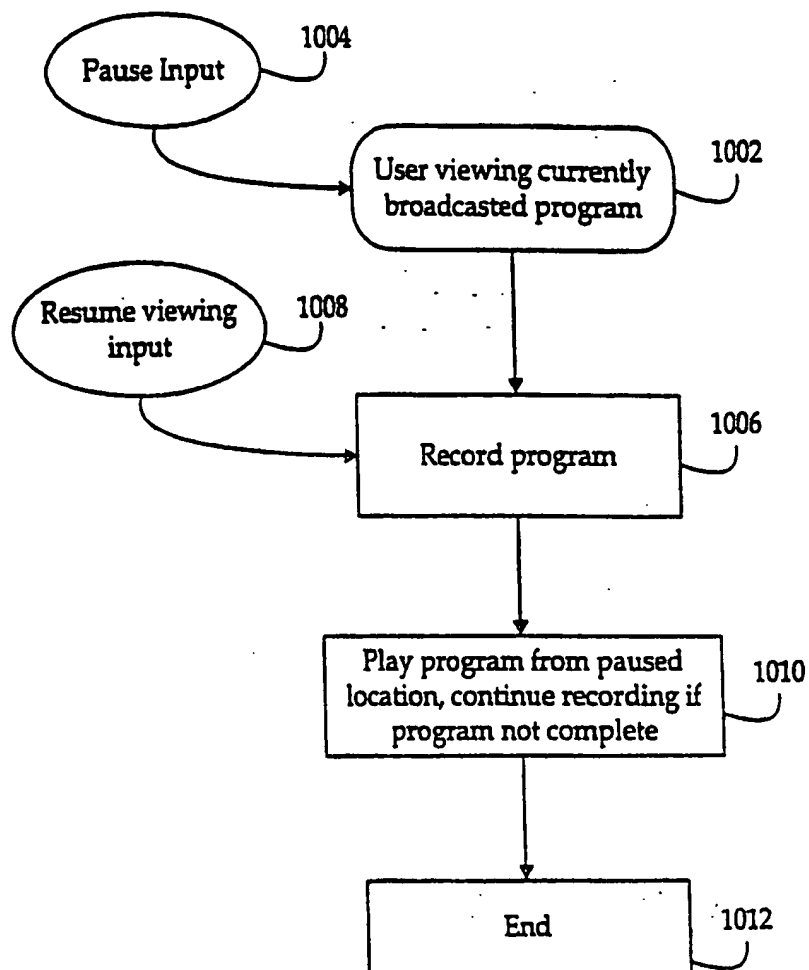 1004
Pause Input
1002
User viewing currently
broadcasted program
1008
Resume viewing
input
1006
Record program
1010
Play program from paused
location, continue recording if
program not complete
End
1012